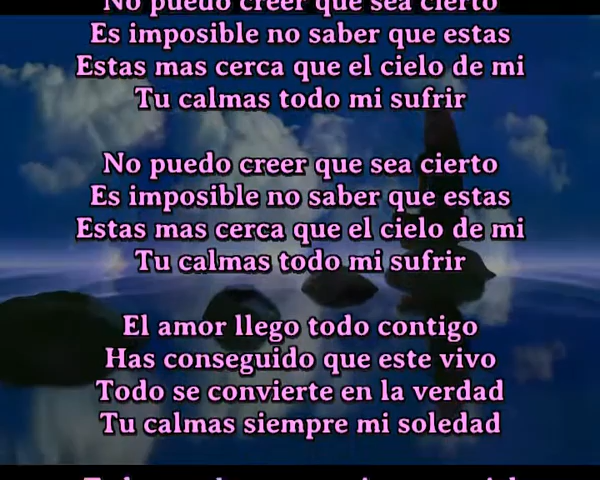 No puedo creer que sea cierto
Es imposible no saber que estas
Estas mas cerca que el cielo de mi
Tu calmas todo mi sufrir
No puedo creer que sea cierto
Es imposible no saber que estas
Estas mas cerca que el cielo de mi
Tu calmas todo mi sufrir
El amor llego todo contigo
Has conseguido que este vivo
Todo se convierte en la verdad
Tu calmas siempre mi soledad